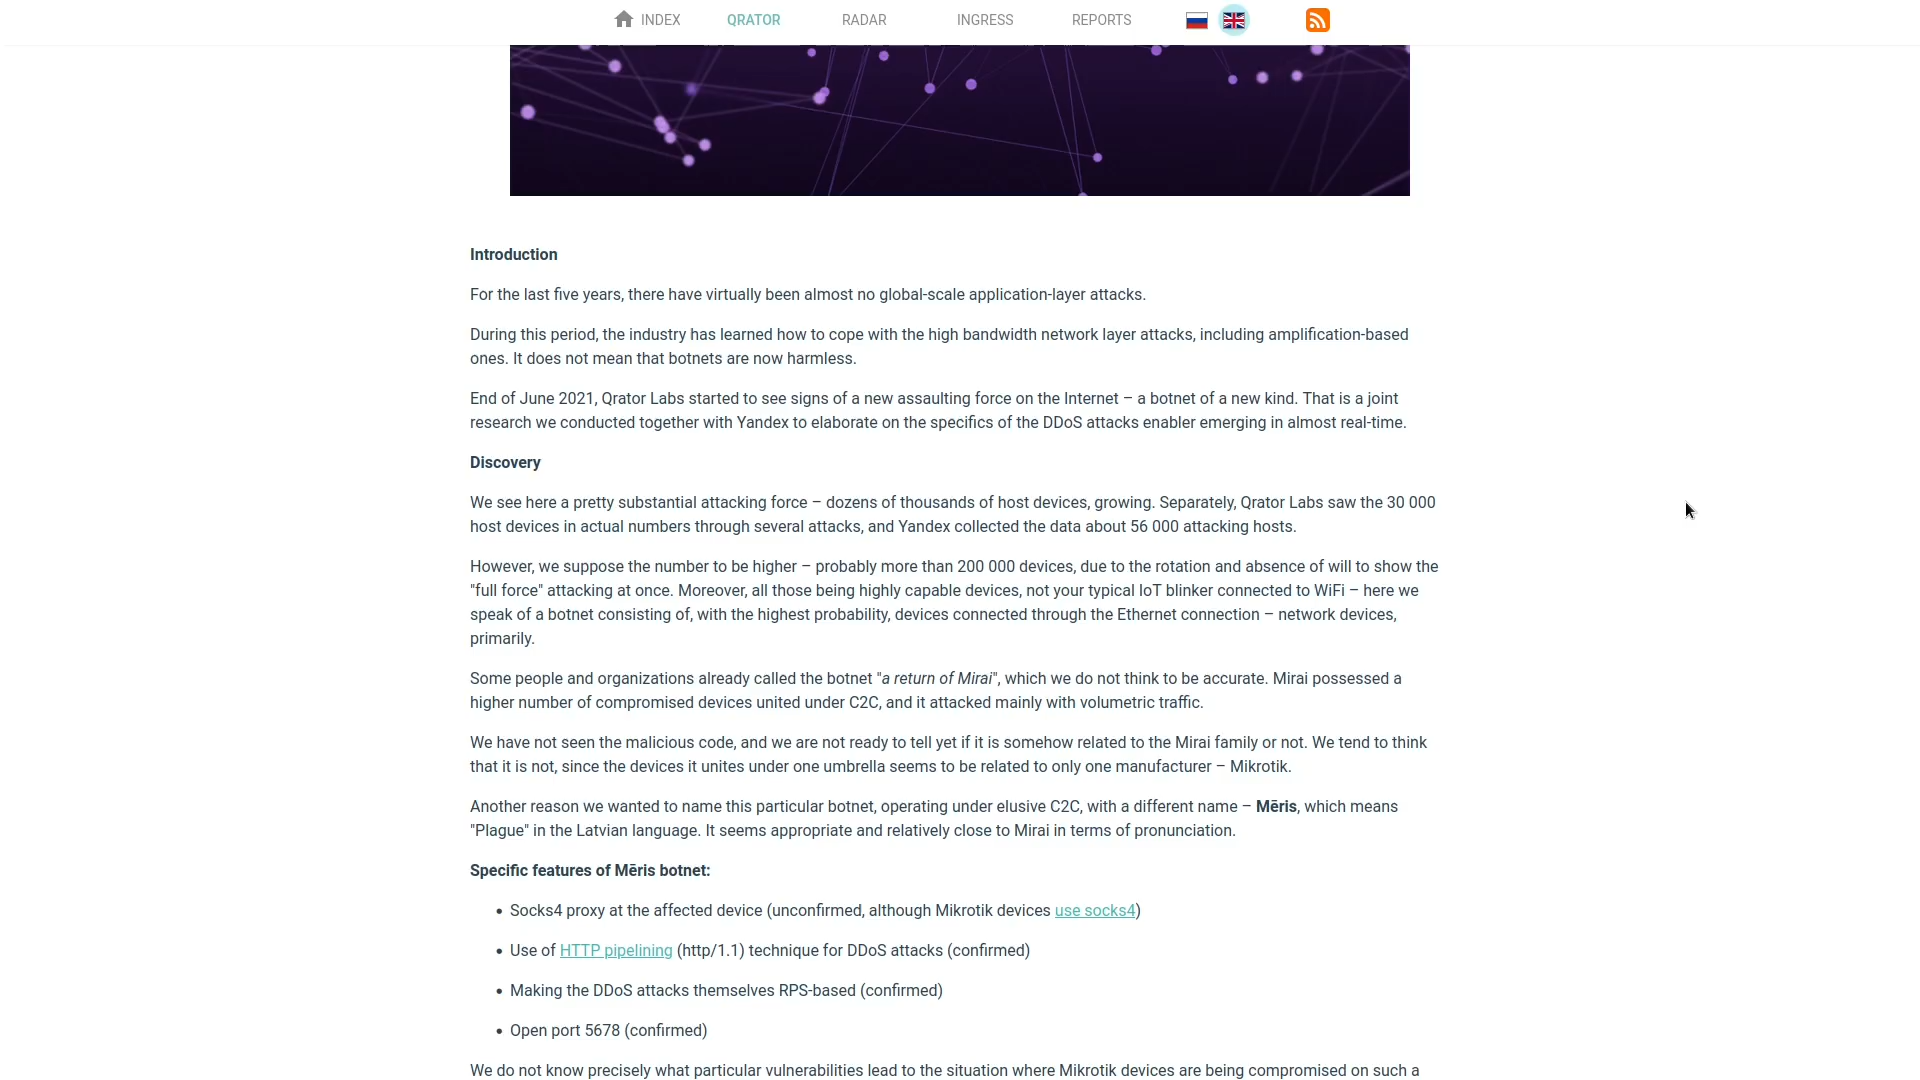 INDEX QRATOR RADAR INGRESS REPORTS
Introduction
For the last five years, there have virtually been almost no global-scale application-layer attacks.
During this period, the industry has learned how to cope with the high bandwidth network layer attacks, including amplification-based
ones. It does not mean that botnets are now harmless.
End of June 2021, Qrator Labs started to see signs of a new assaulting force on the Internet – a botnet of a new kind. That is a joint
research we conducted together with Yandex to elaborate on the specifics of the DDoS attacks enabler emerging in almost real-time.
Discovery
We see here a pretty substantial attacking force – dozens of thousands of host devices, growing. Separately, Qrator Labs saw the 30 000
host devices in actual numbers through several attacks, and Yandex collected the data about 56 000 attacking hosts.
However, we suppose the number to be higher – probably more than 200 000 devices, due to the rotation and absence of will to show the
"full force" attacking at once. Moreover, all those being highly capable devices, not your typical IoT blinker connected to WiFi – here we
speak of a botnet consisting of, with the highest probability, devices connected through the Ethernet connection – network devices,
primarily.
Some people and organizations already called the botnet "a return of Mirai", which we do not think to be accurate. Mirai possessed a
higher number of compromised devices united under C2C, and it attacked mainly with volumetric traffic.
We have not seen the malicious code, and we are not ready to tell yet if it is somehow related to the Mirai family or not. We tend to think
that it is not, since the devices it unites under one umbrella seems to be related to only one manufacturer – Mikrotik.
Another reason we wanted to name this particular botnet, operating under elusive C2C, with a different name – Mēris, which means
"Plague" in the Latvian language. It seems appropriate and relatively close to Mirai in terms of pronunciation.
Specific features of Mēris botnet:
• Socks4 proxy at the affected device (unconfirmed, although Mikrotik devices use socks4)
• Use of HTTP pipelining (http/1.1) technique for DDoS attacks (confirmed)
• Making the DDoS attacks themselves RPS-based (confirmed)
• Open port 5678 (confirmed)
We do not know precisely what particular vulnerabilities lead to the situation where Mikrotik devices are being compromised on such a